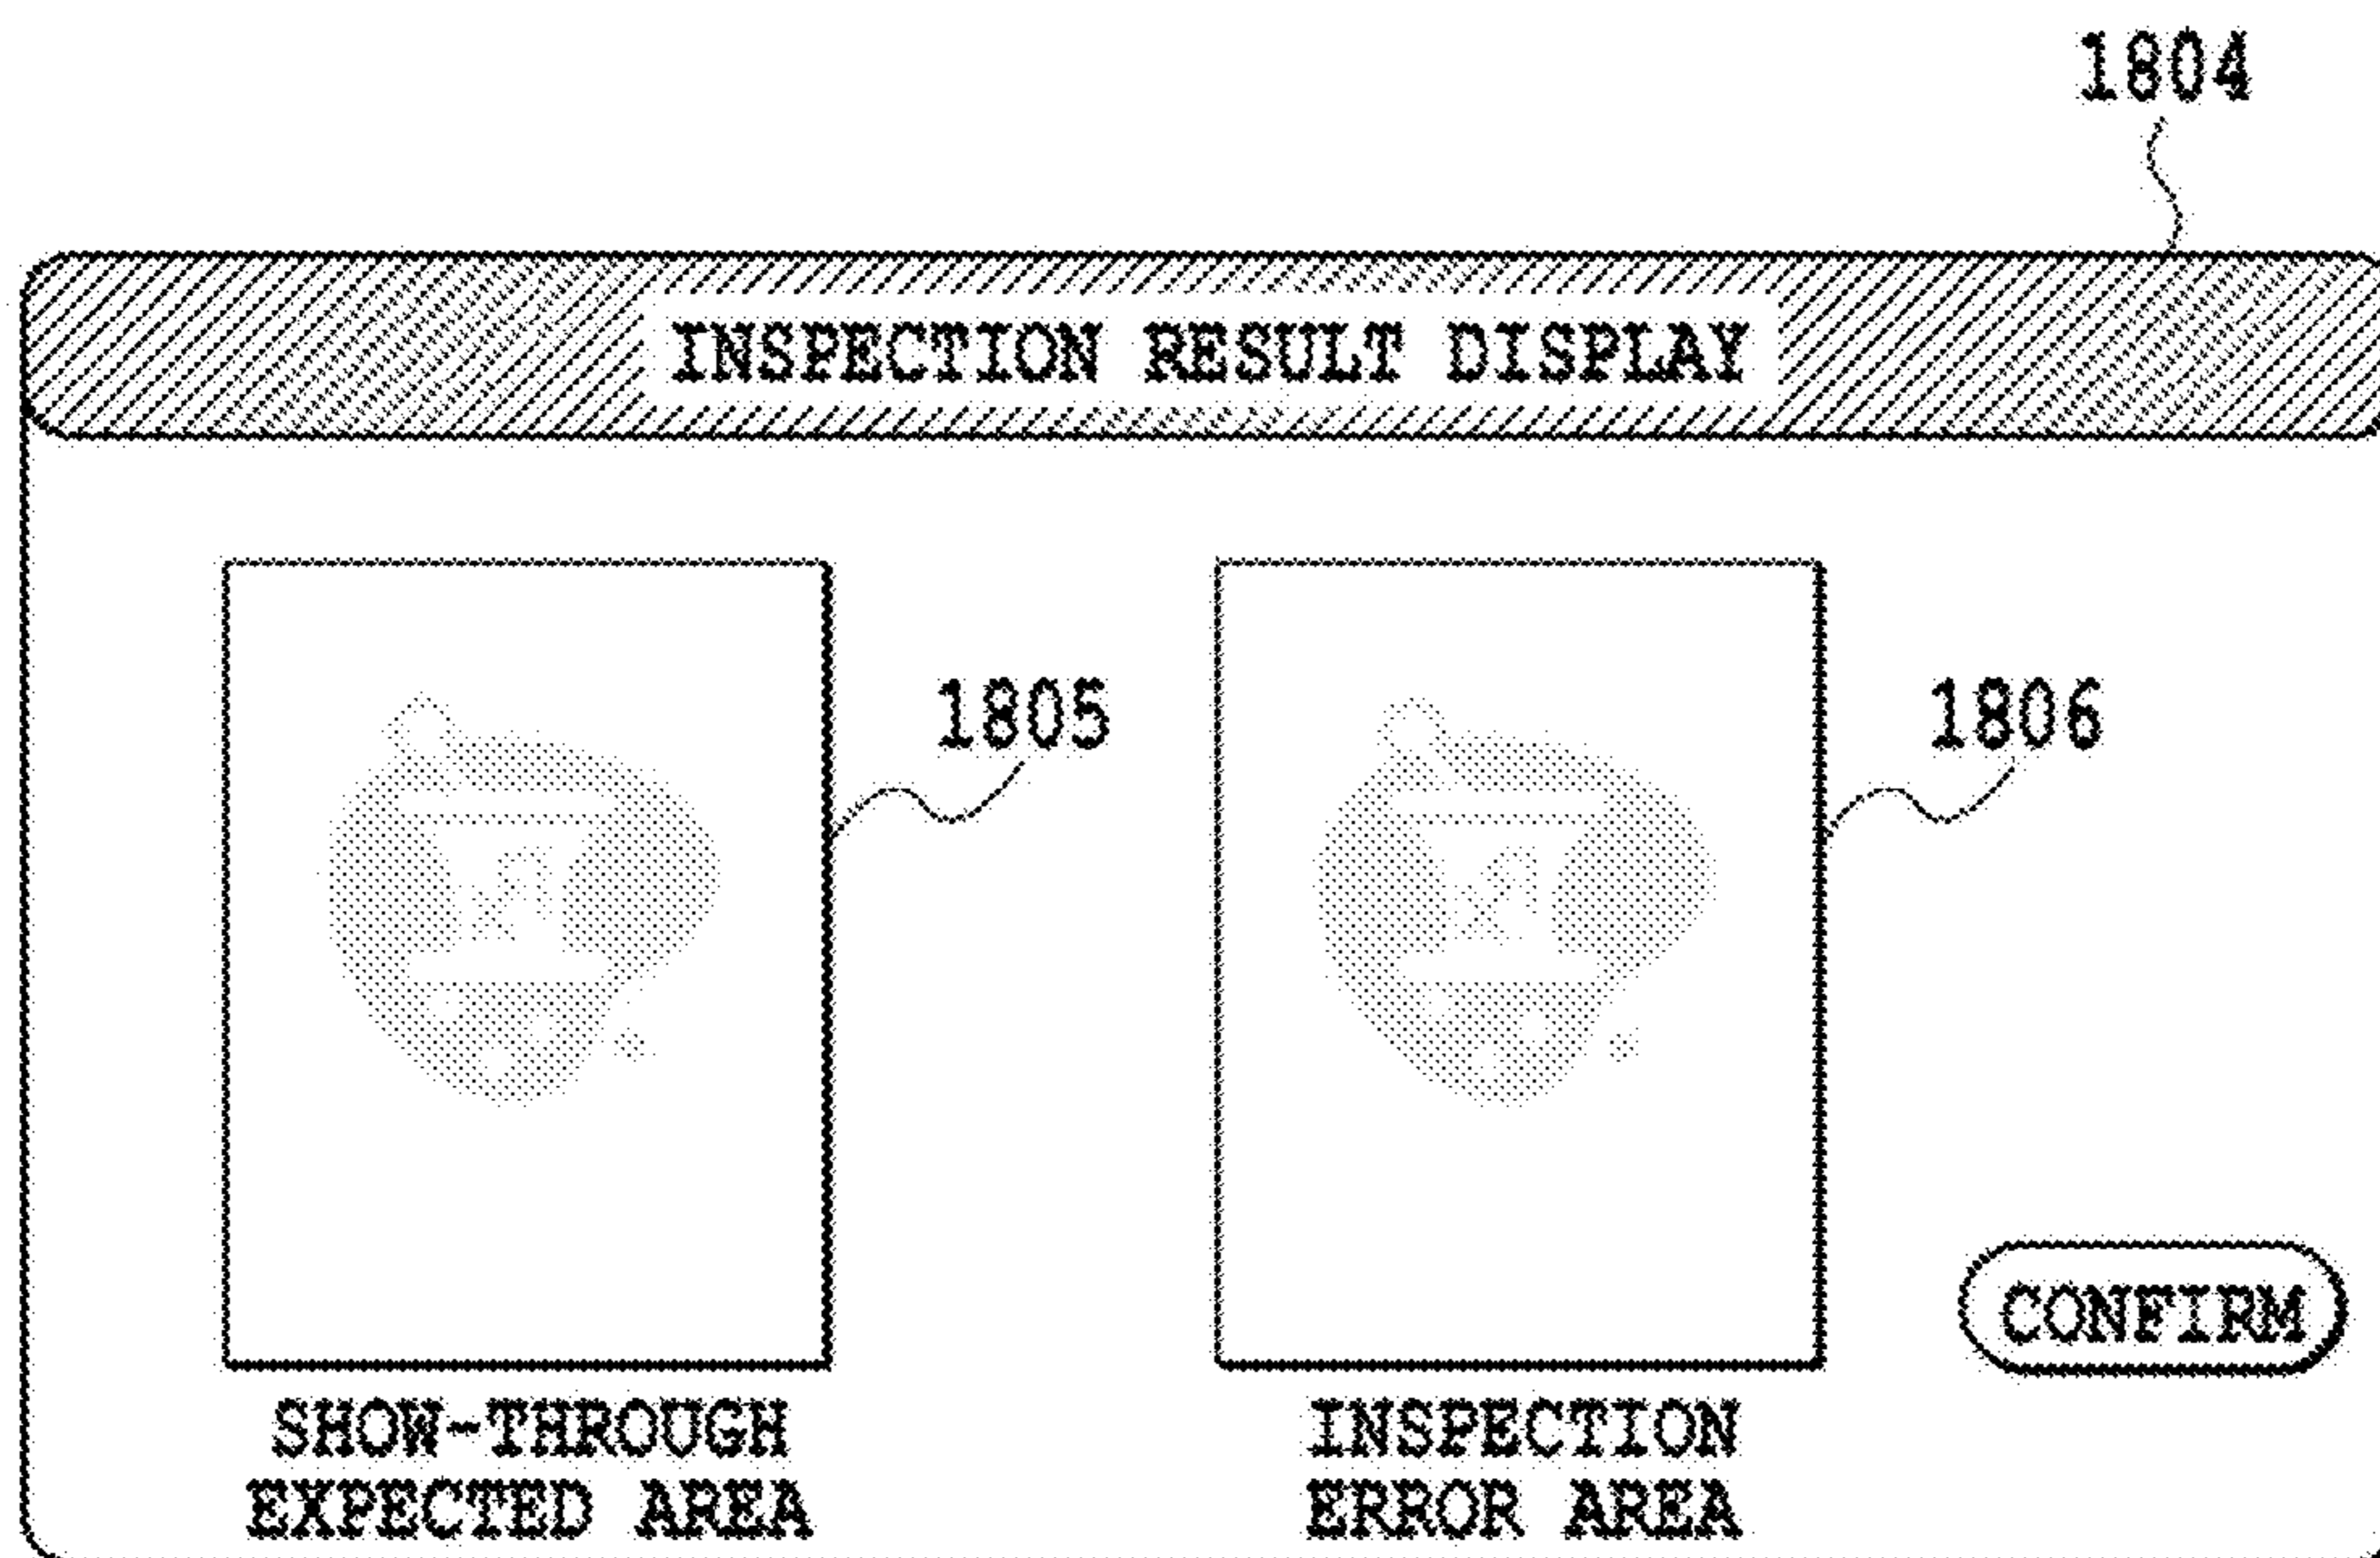 1804
INSPECTION RESULT DISPLAY
1805
1806
CONFIRM
SHOW-THROUGH
EXPECTED AREA
INSPECTION
ERROR AREA